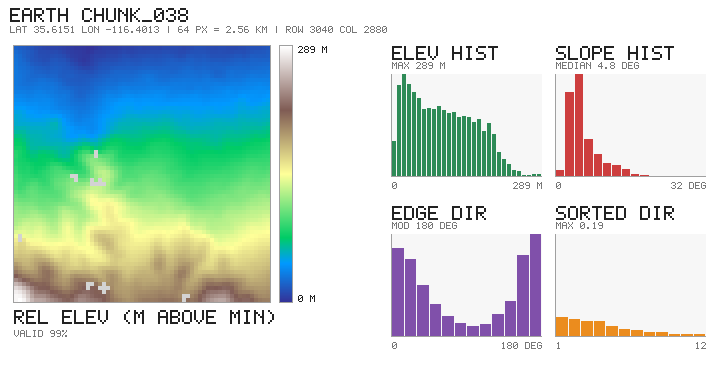 EARTH CHUNK_038
LAT 35.6151 LON -116.4013 | 64 PX = 2.56 KM | ROW 3040 COL 2880
289 M
0 M
REL ELEV (M ABOVE MIN)
VALID 99%
ELEV HIST
MAX 289 M
0 289 M
SLOPE HIST
MEDIAN 4.8 DEG
0 32 DEG
EDGE DIR
MOD 180 DEG
0 180 DEG
SORTED DIR
MAX 0.19
1 12